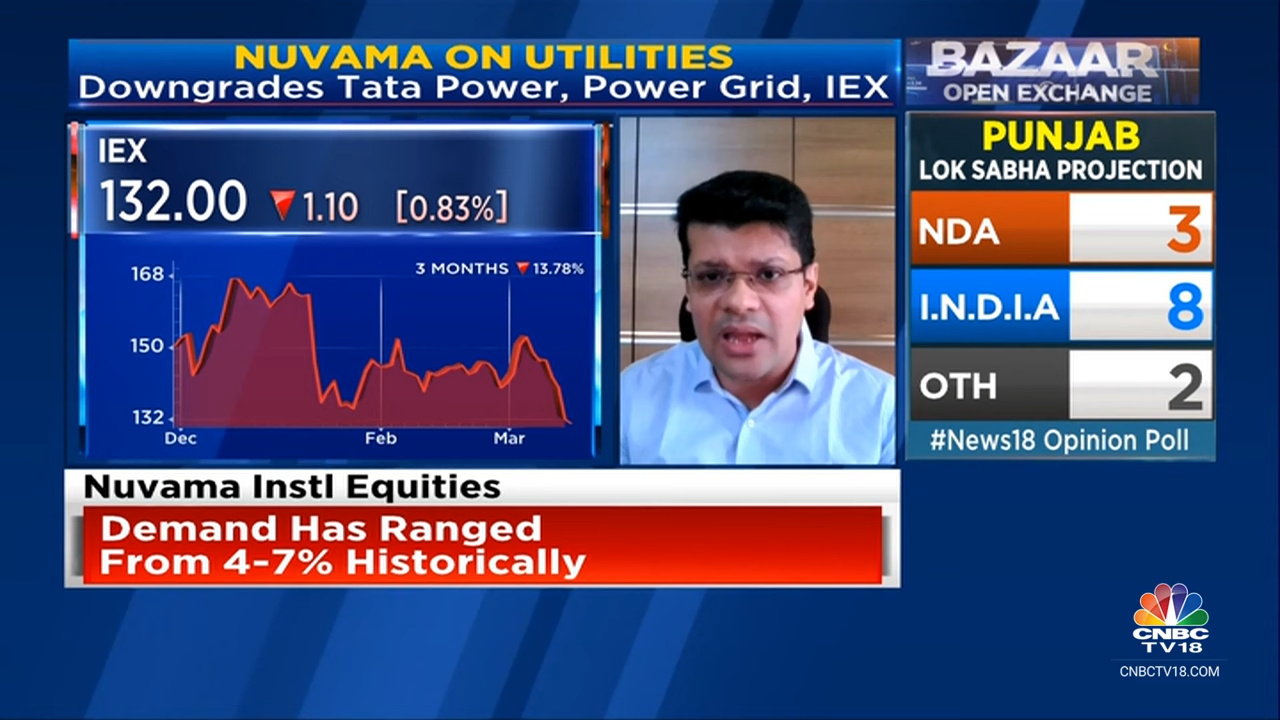 NUVAMA ON UTILITIES
Downgrades Tata Power, Power Grid, IEX
BAZAAR
OPEN EXCHANGE
IEX
132.00 ▼ 1.10 [0.83%]
3 MONTHS ▼ 13.78%
168
150
132
Dec Feb Mar
PUNJAB
LOK SABHA PROJECTION
NDA 3
I.N.D.I.A 8
OTH 2
#News18 Opinion Poll
Nuvama Instl Equities
Demand Has Ranged
From 4-7% Historically
CNBC
TV18
CNBCTV18.COM